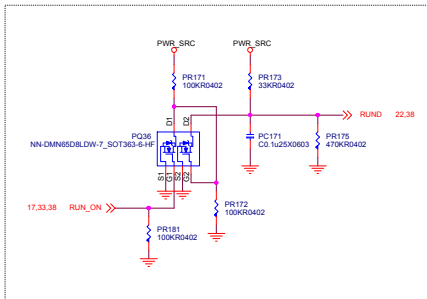 PWR_SRC
PWR_SRC
PR171
100KR0402
PR173
33KR0402
PQ36
NN-DMN65D8LDW-7_SOT363-6-HF
D1
D2
S1
G1
S2
G2
RUND
22,38
PC171
C0.1u25X0603
PR175
470KR0402
17,33,38
RUN_ON
PR172
100KR0402
PR181
100KR0402